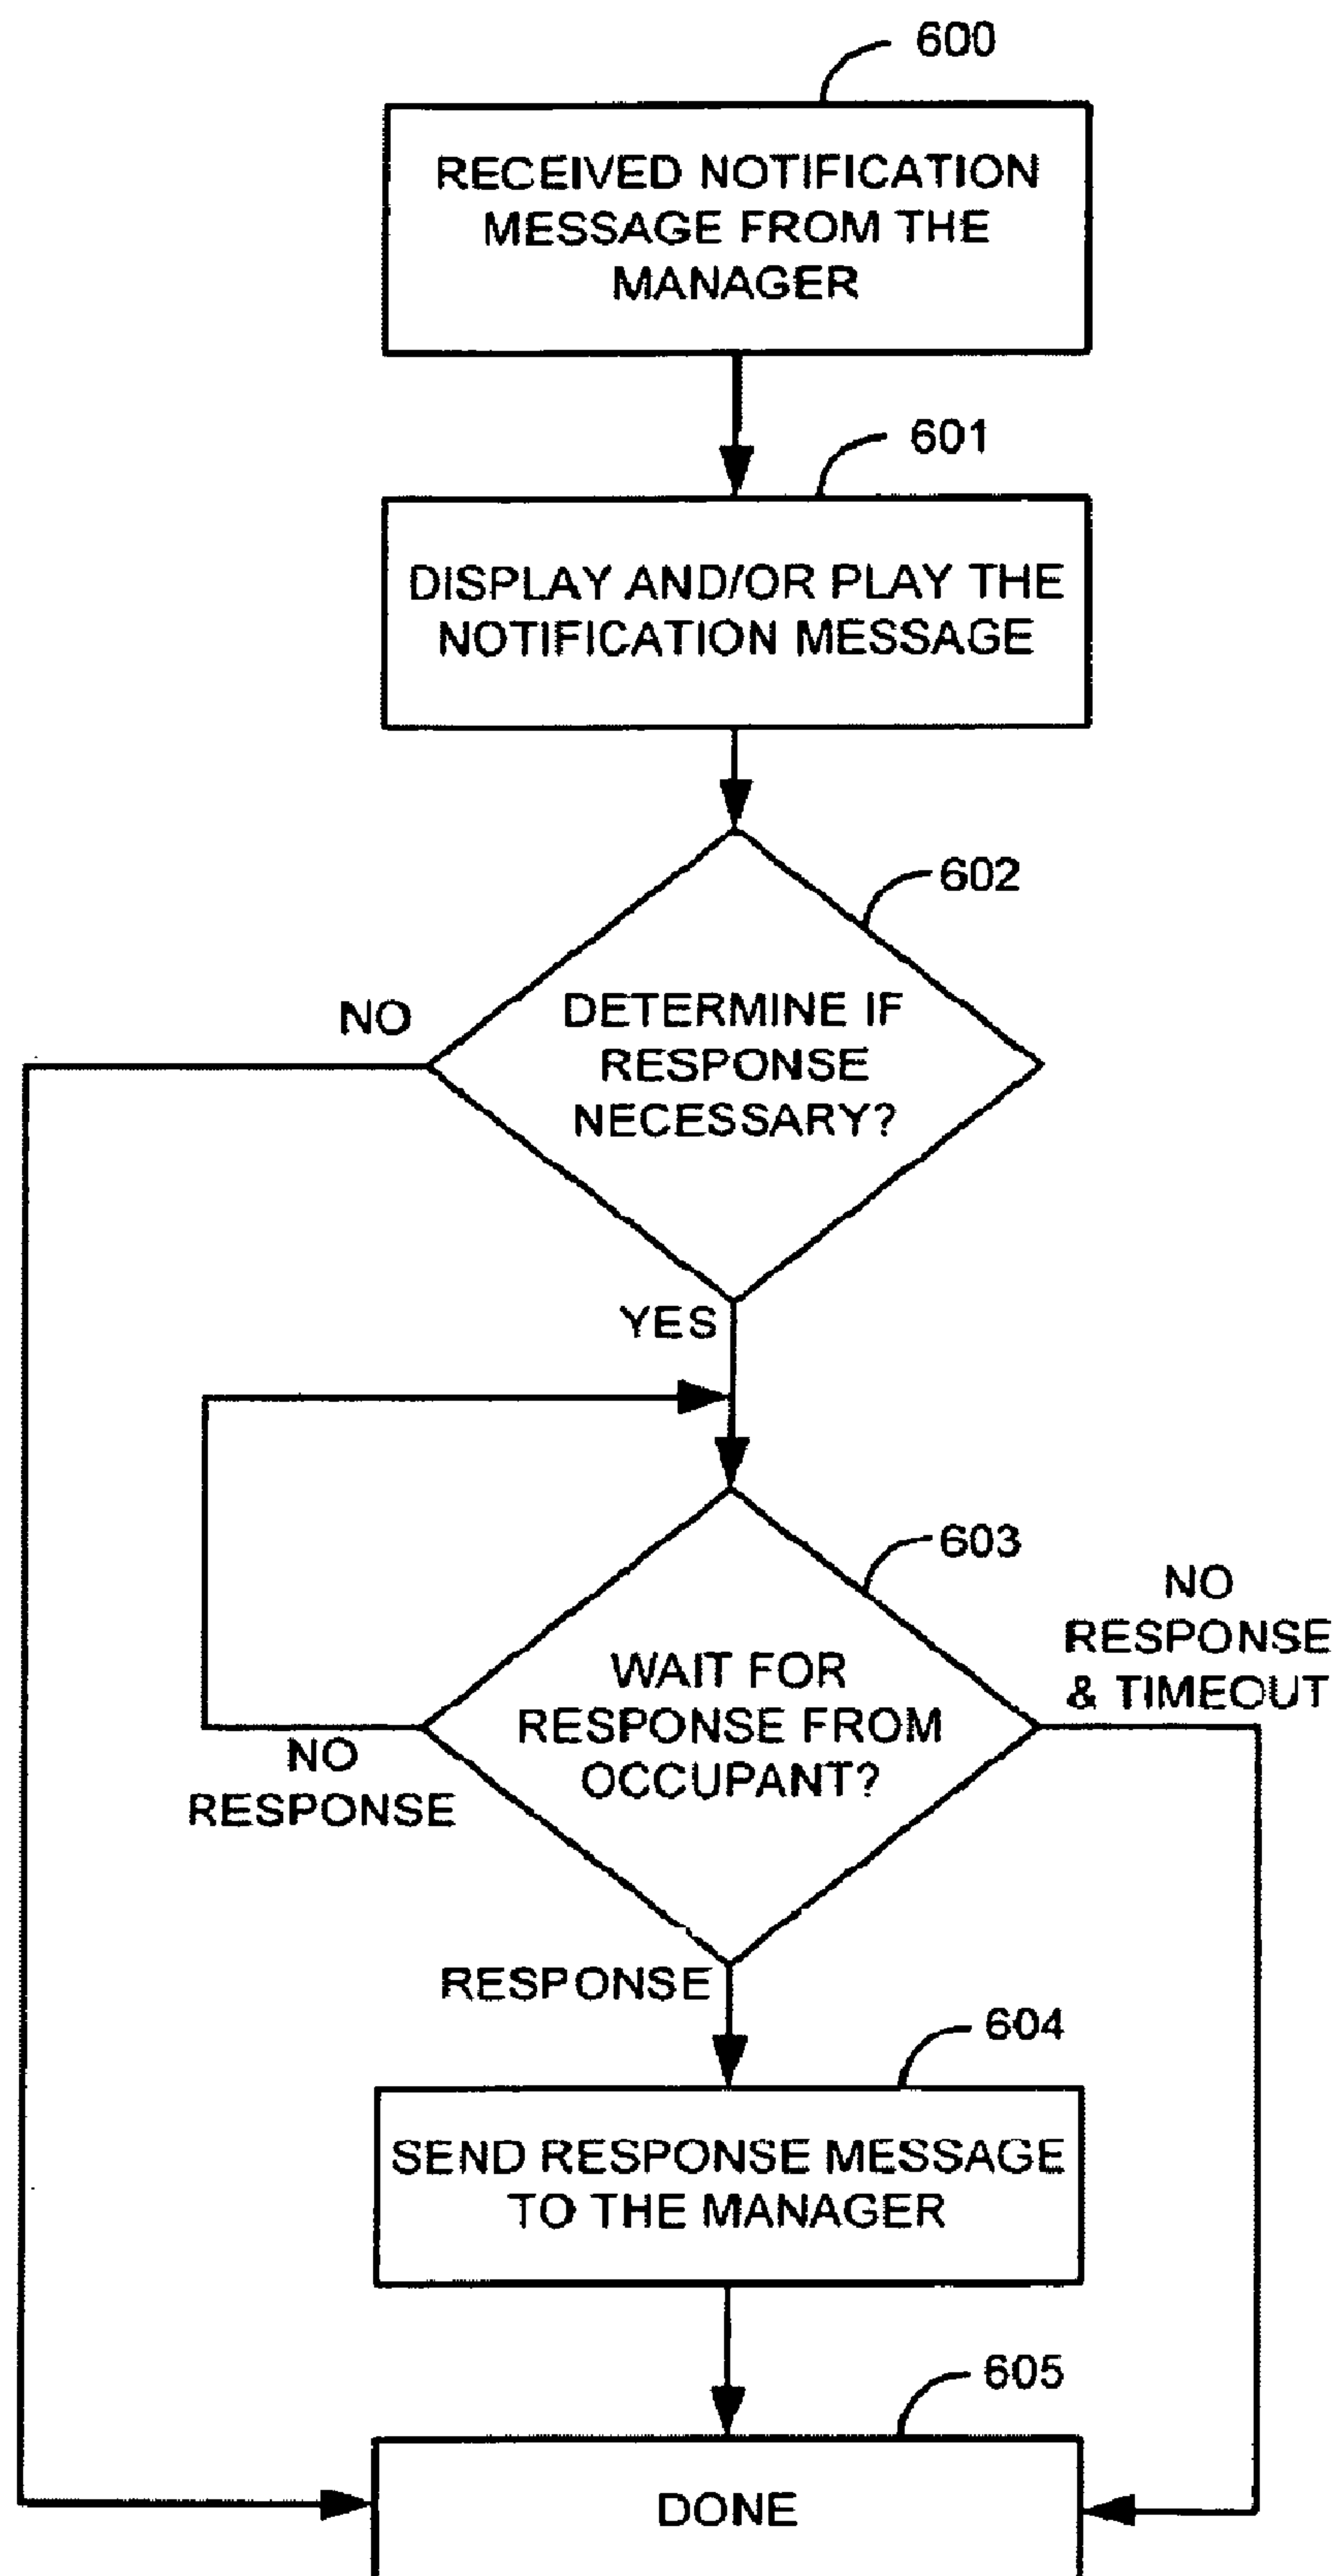 600
RECEIVED NOTIFICATION
MESSAGE FROM THE
MANAGER
601
DISPLAY AND/OR PLAY THE
NOTIFICATION MESSAGE
602
NO
DETERMINE IF
RESPONSE
NECESSARY?
YES
603
NO
RESPONSE
& TIMEOUT
WAIT FOR
RESPONSE FROM
OCCUPANT?
NO
RESPONSE
RESPONSE
604
SEND RESPONSE MESSAGE
TO THE MANAGER
605
DONE